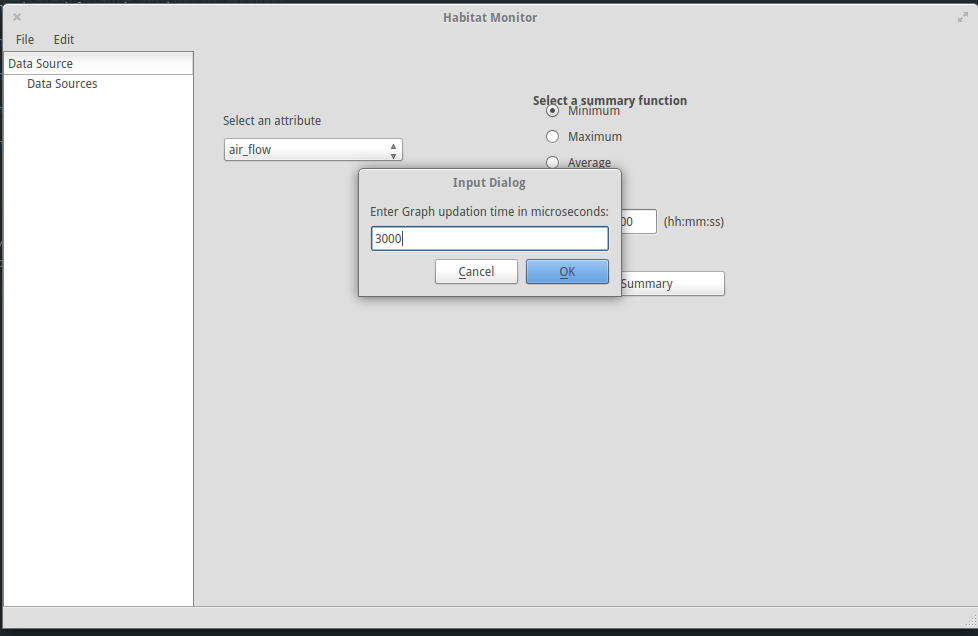 Habitat Monitor
File Edit
Data Source
Data Sources
Select an attribute
air_flow
Select a summary function
Minimum
Maximum
Average
Input Dialog
Enter Graph updation time in microseconds:
3000
Cancel OK
00 (hh:mm:ss)
Summary